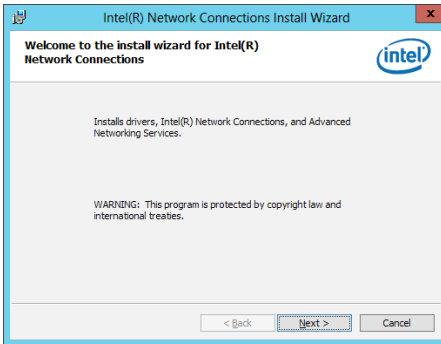 Intel(R) Network Connections Install Wizard
x
Welcome to the install wizard for Intel(R)
Network Connections
intel
Installs drivers, Intel(R) Network Connections, and Advanced
Networking Services.
WARNING: This program is protected by copyright law and
international treaties.
< Back
Next >
Cancel